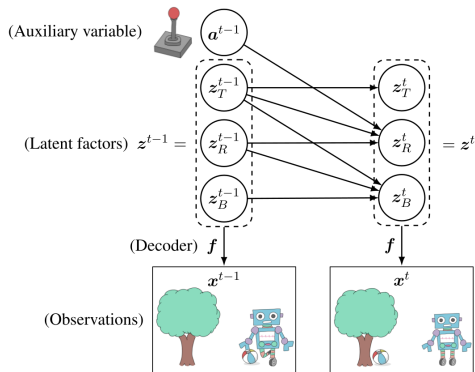 (Auxiliary variable) a^{t-1}
z_T^{t-1} z_T^t
(Latent factors) z^{t-1} = z_R^{t-1} z_R^t = z^t
z_B^{t-1} z_B^t
(Decoder) f f
x^{t-1} x^t
(Observations)